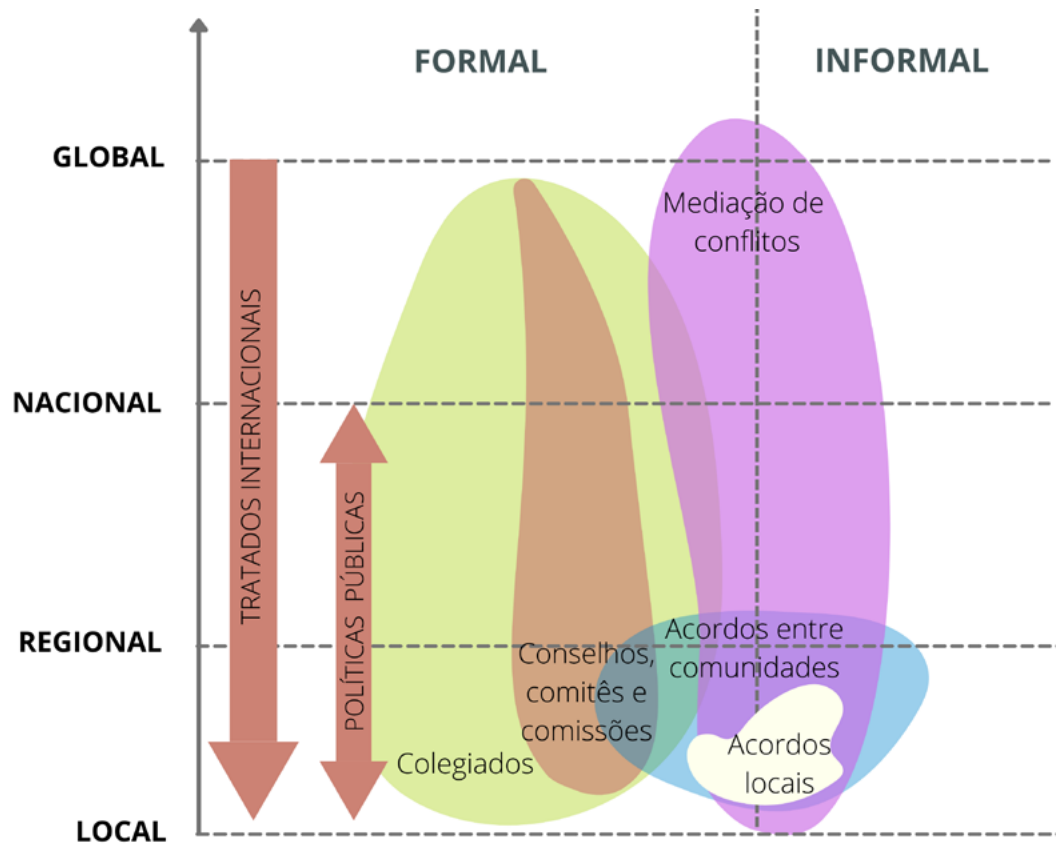 FORMAL
INFORMAL
GLOBAL
Mediação de
conflitos
TRATADOS INTERNACIONAIS
NACIONAL
POLÍTICAS PÚBLICAS
REGIONAL
Acordos entre
comunidades
Conselhos,
comitês e
comissões
Acordos
locais
Colegiados
LOCAL